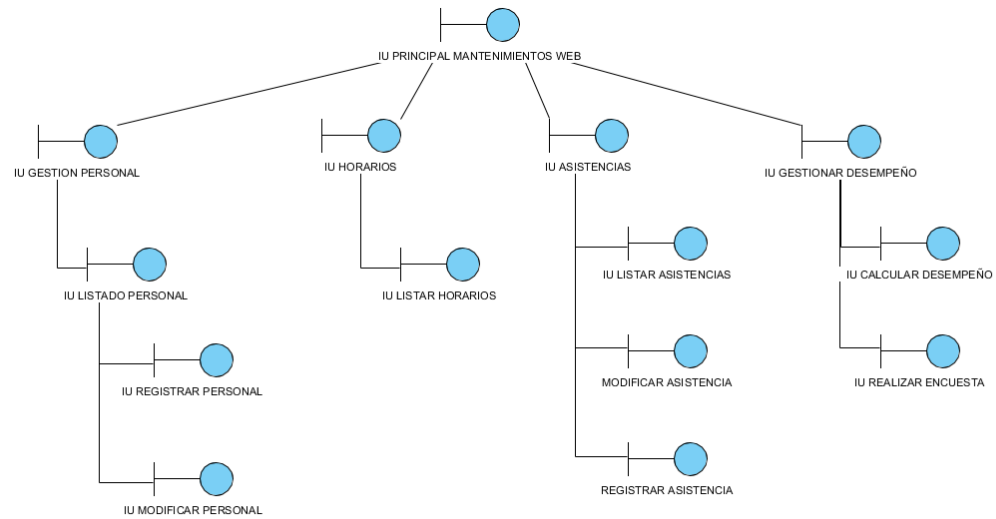 IU PRINCIPAL MANTENIMIENTOS WEB
IU GESTION PERSONAL
IU HORARIOS
IU ASISTENCIAS
IU GESTIONAR DESEMPEÑO
IU LISTADO PERSONAL
IU LISTAR HORARIOS
IU LISTAR ASISTENCIAS
IU CALCULAR DESEMPEÑO
IU REGISTRAR PERSONAL
MODIFICAR ASISTENCIA
IU REALIZAR ENCUESTA
IU MODIFICAR PERSONAL
REGISTRAR ASISTENCIA